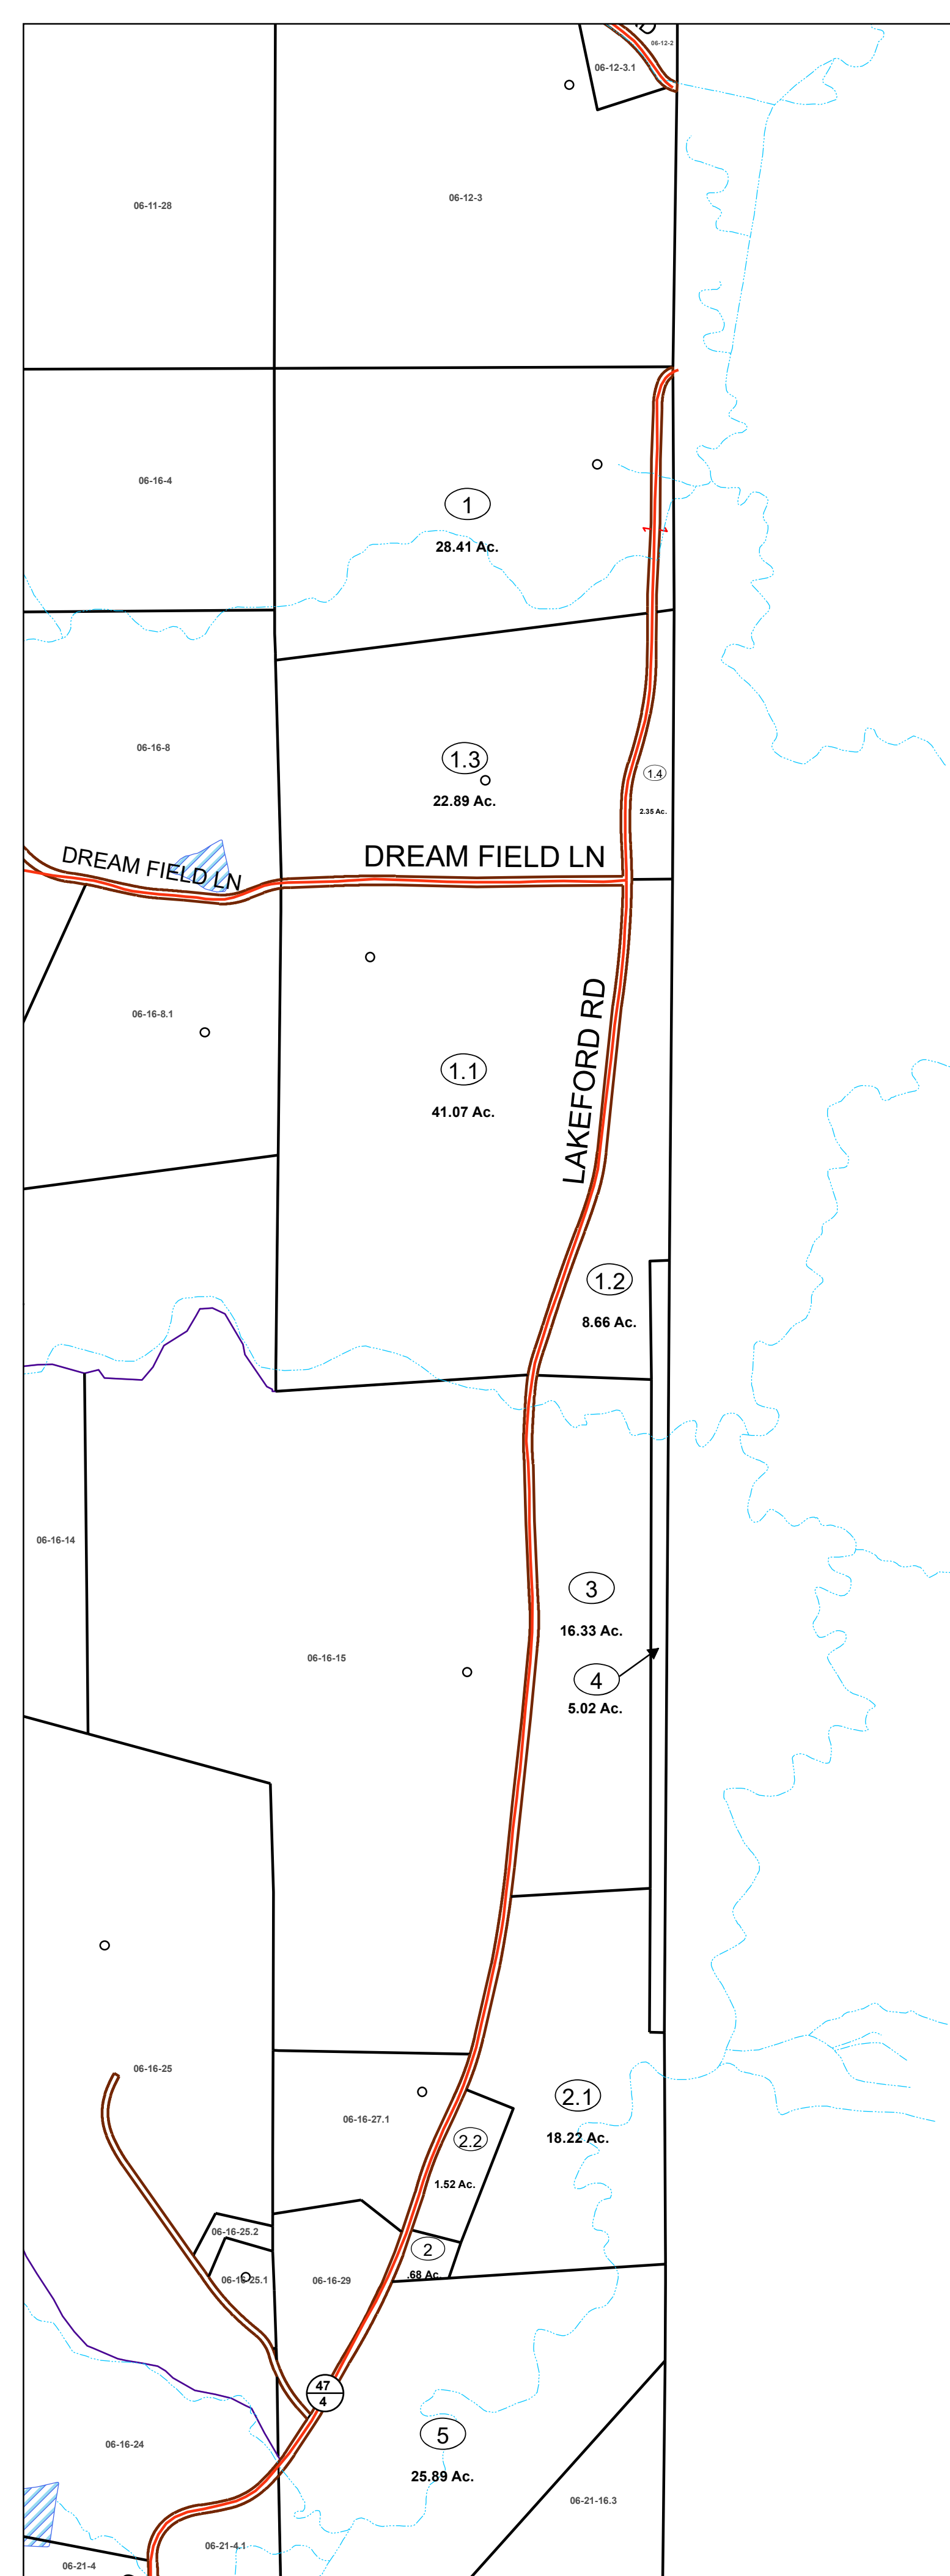 06-12-2
06-12-3.1
06-11-28
06-12-3
06-16-4
1
28.41 Ac.
06-16-8
1.3
22.89 Ac.
1.4
2.35 Ac.
DREAM FIELD LN
DREAM FIELD LN
06-16-8.1
1.1
41.07 Ac.
LAKEFORD RD
1.2
8.66 Ac.
06-16-14
3
16.33 Ac.
06-16-15
4
5.02 Ac.
06-16-25
06-16-27.1
2.1
18.22 Ac.
2.2
1.52 Ac.
06-16-25.2
2
.68 Ac.
06-16-25.1
06-16-29
47
4
06-16-24
5
25.89 Ac.
06-21-16.3
06-21-4.1
06-21-4